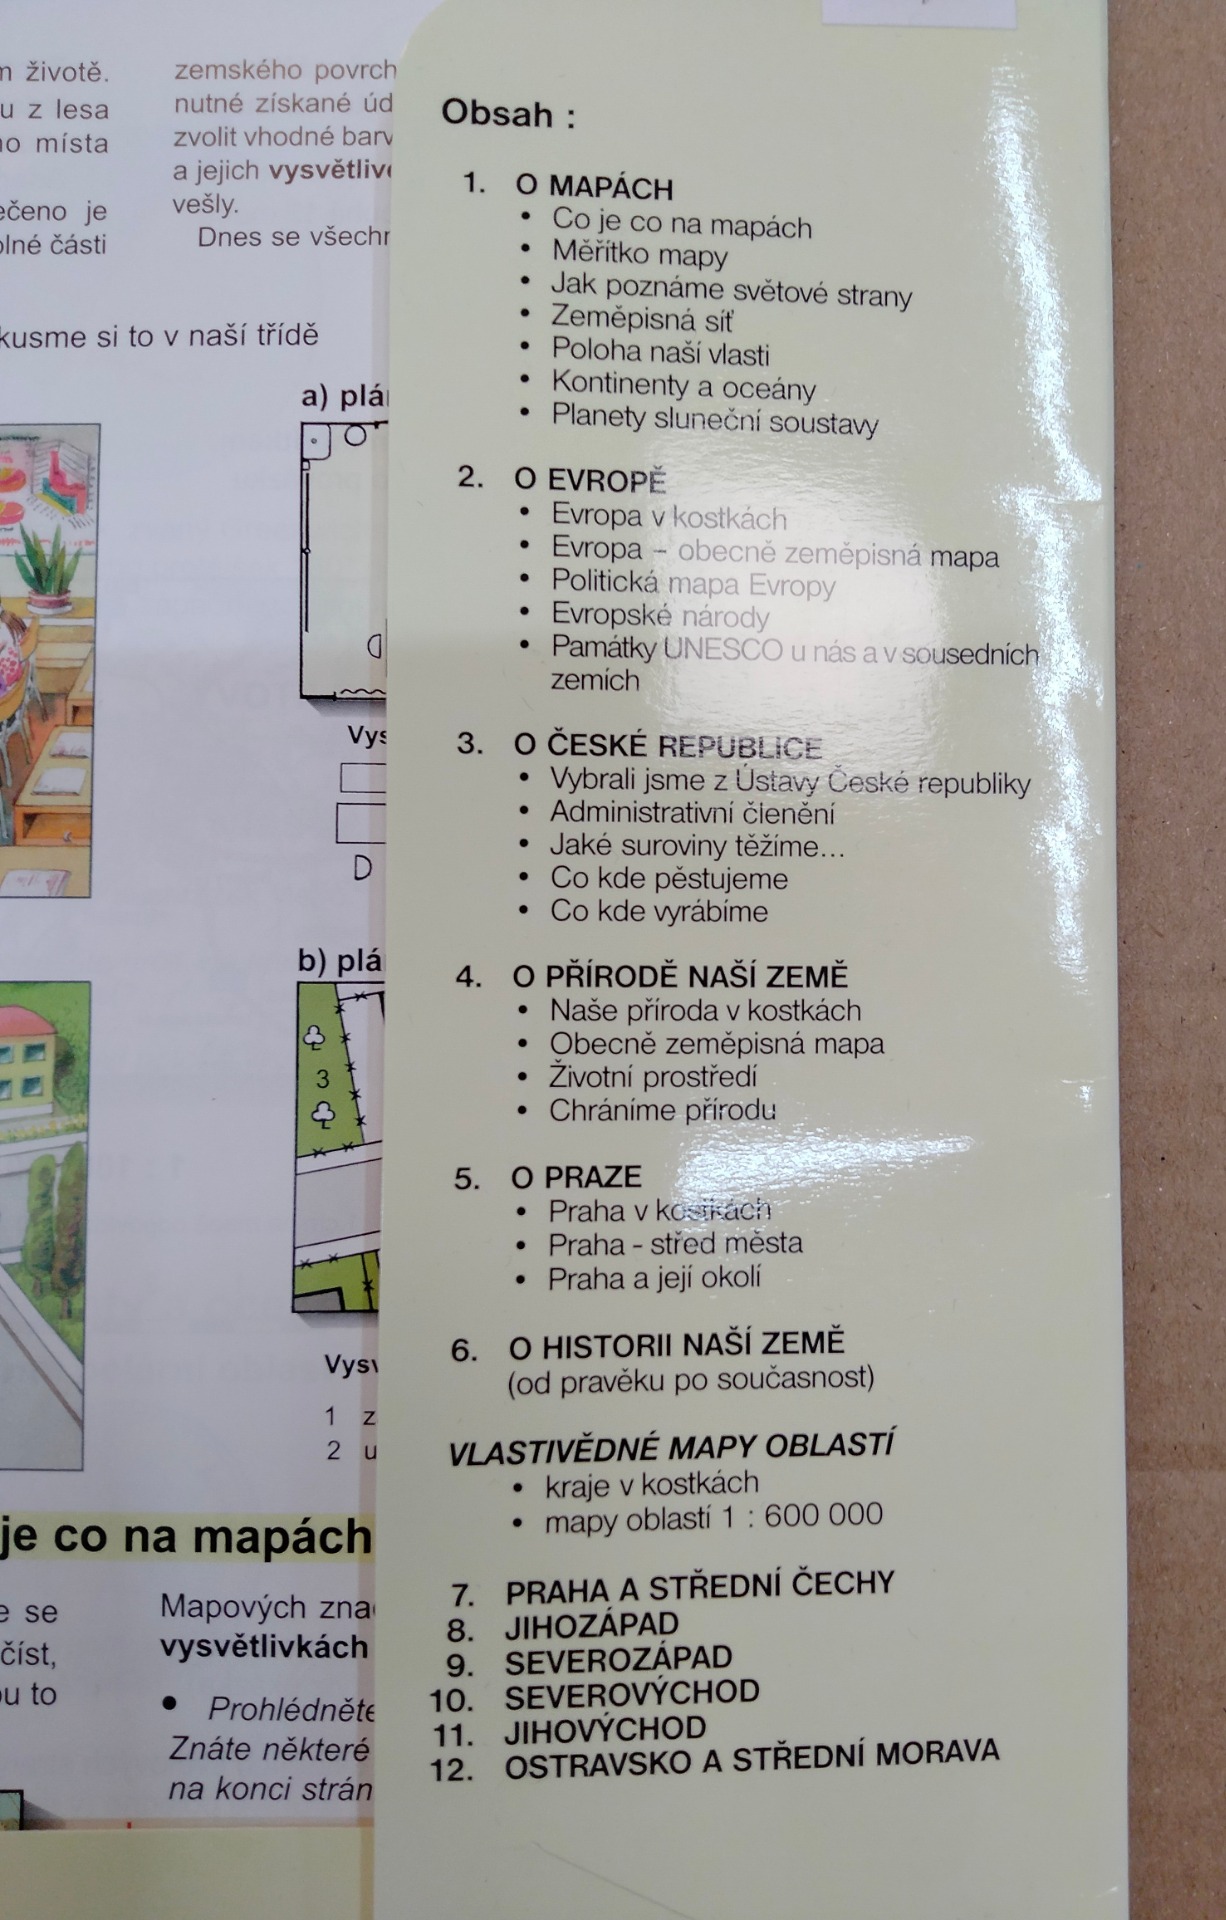 m životě.
u z lesa
no místa
ečeno je
olné části
zemského povrch
nutné získané úd
zvolit vhodné barv
a jejich vysvětlive
vešly.
Dnes se všechn
kusme si to v naší třídě
a) plá
Vys
b) plá
3
Vysv
1 z
2 u
je co na mapách
e se
číst,
ou to
Mapových zna
vysvětlivkách
• Prohlédněte
Znáte některé
na konci strán
Obsah :
1. O MAPÁCH
• Co je co na mapách
• Měřítko mapy
• Jak poznáme světové strany
• Zeměpisná síť
• Poloha naší vlasti
• Kontinenty a oceány
• Planety sluneční soustavy
2. O EVROPĚ
• Evropa v kostkách
• Evropa – obecně zeměpisná mapa
• Politická mapa Evropy
• Evropské národy
• Památky UNESCO u nás a v sousedních
zemích
3. O ČESKÉ REPUBLICE
• Vybrali jsme z Ústavy České republiky
• Administrativní členění
• Jaké suroviny těžíme...
• Co kde pěstujeme
• Co kde vyrábíme
4. O PŘÍRODĚ NAŠÍ ZEMĚ
• Naše příroda v kostkách
• Obecně zeměpisná mapa
• Životní prostředí
• Chráníme přírodu
5. O PRAZE
• Praha v kostkách
• Praha - střed města
• Praha a její okolí
6. O HISTORII NAŠÍ ZEMĚ
(od pravěku po současnost)
VLASTIVĚDNÉ MAPY OBLASTÍ
• kraje v kostkách
• mapy oblastí 1 : 600 000
7. PRAHA A STŘEDNÍ ČECHY
8. JIHOZÁPAD
9. SEVEROZÁPAD
10. SEVEROVÝCHOD
11. JIHOVÝCHOD
12. OSTRAVSKO A STŘEDNÍ MORAVA